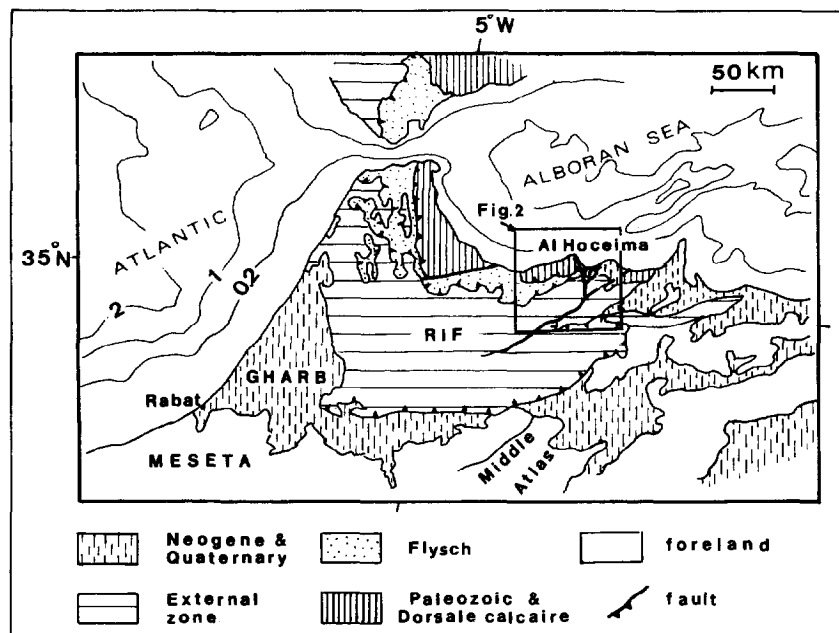 5°W
50 km
ALBORAN SEA
ATLANTIC
Fig.2
Al Hoceima
35°N
2
1
0.2
RIF
GHARB
Rabat
MESETA
Middle
Atlas
Neogene &
Quaternary
Flysch
foreland
External
zone
Paleozoic &
Dorsale calcaire
fault